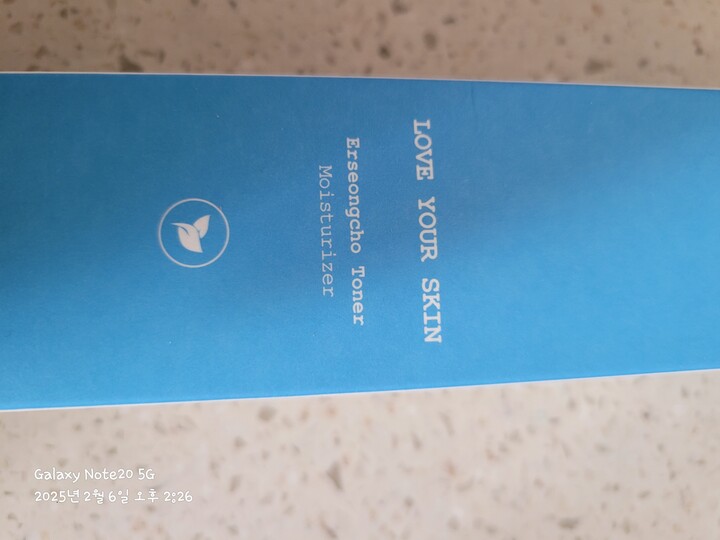 LOVE YOUR SKIN
Erseongcho Toner
Moisturizer
Galaxy Note20 5G
2025년 2월 6일 오후 2:26